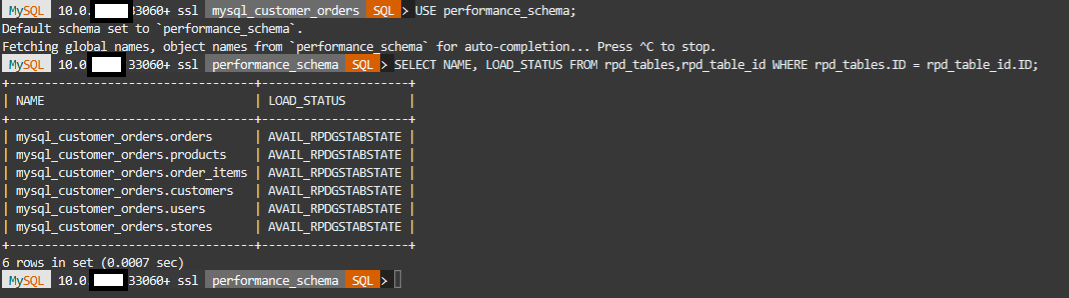 MySQL 10.0. 33060+ ssl mysql_customer_orders SQL > USE performance_schema;
Default schema set to `performance_schema`.
Fetching global names, object names from `performance_schema` for auto-completion... Press ^C to stop.
MySQL 10.0. 33060+ ssl performance_schema SQL > SELECT NAME, LOAD_STATUS FROM rpd_tables,rpd_table_id WHERE rpd_tables.ID = rpd_table_id.ID;
+----------------------------------+---------------------+
| NAME | LOAD_STATUS |
+----------------------------------+---------------------+
| mysql_customer_orders.orders | AVAIL_RPDGSTABSTATE |
| mysql_customer_orders.products | AVAIL_RPDGSTABSTATE |
| mysql_customer_orders.order_items | AVAIL_RPDGSTABSTATE |
| mysql_customer_orders.customers | AVAIL_RPDGSTABSTATE |
| mysql_customer_orders.users | AVAIL_RPDGSTABSTATE |
| mysql_customer_orders.stores | AVAIL_RPDGSTABSTATE |
+----------------------------------+---------------------+
6 rows in set (0.0007 sec)
MySQL 10.0. 33060+ ssl performance_schema SQL >